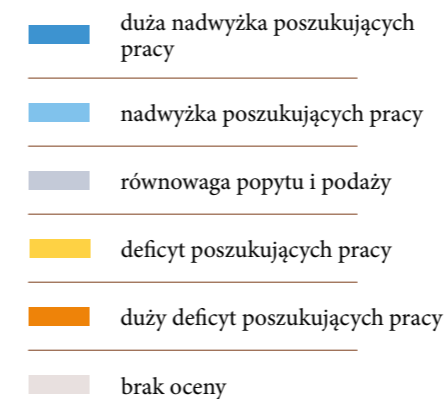 duża nadwyżka poszukujących
pracy
nadwyżka poszukujących pracy
równowaga popytu i podaży
deficyt poszukujących pracy
duży deficyt poszukujących pracy
brak oceny